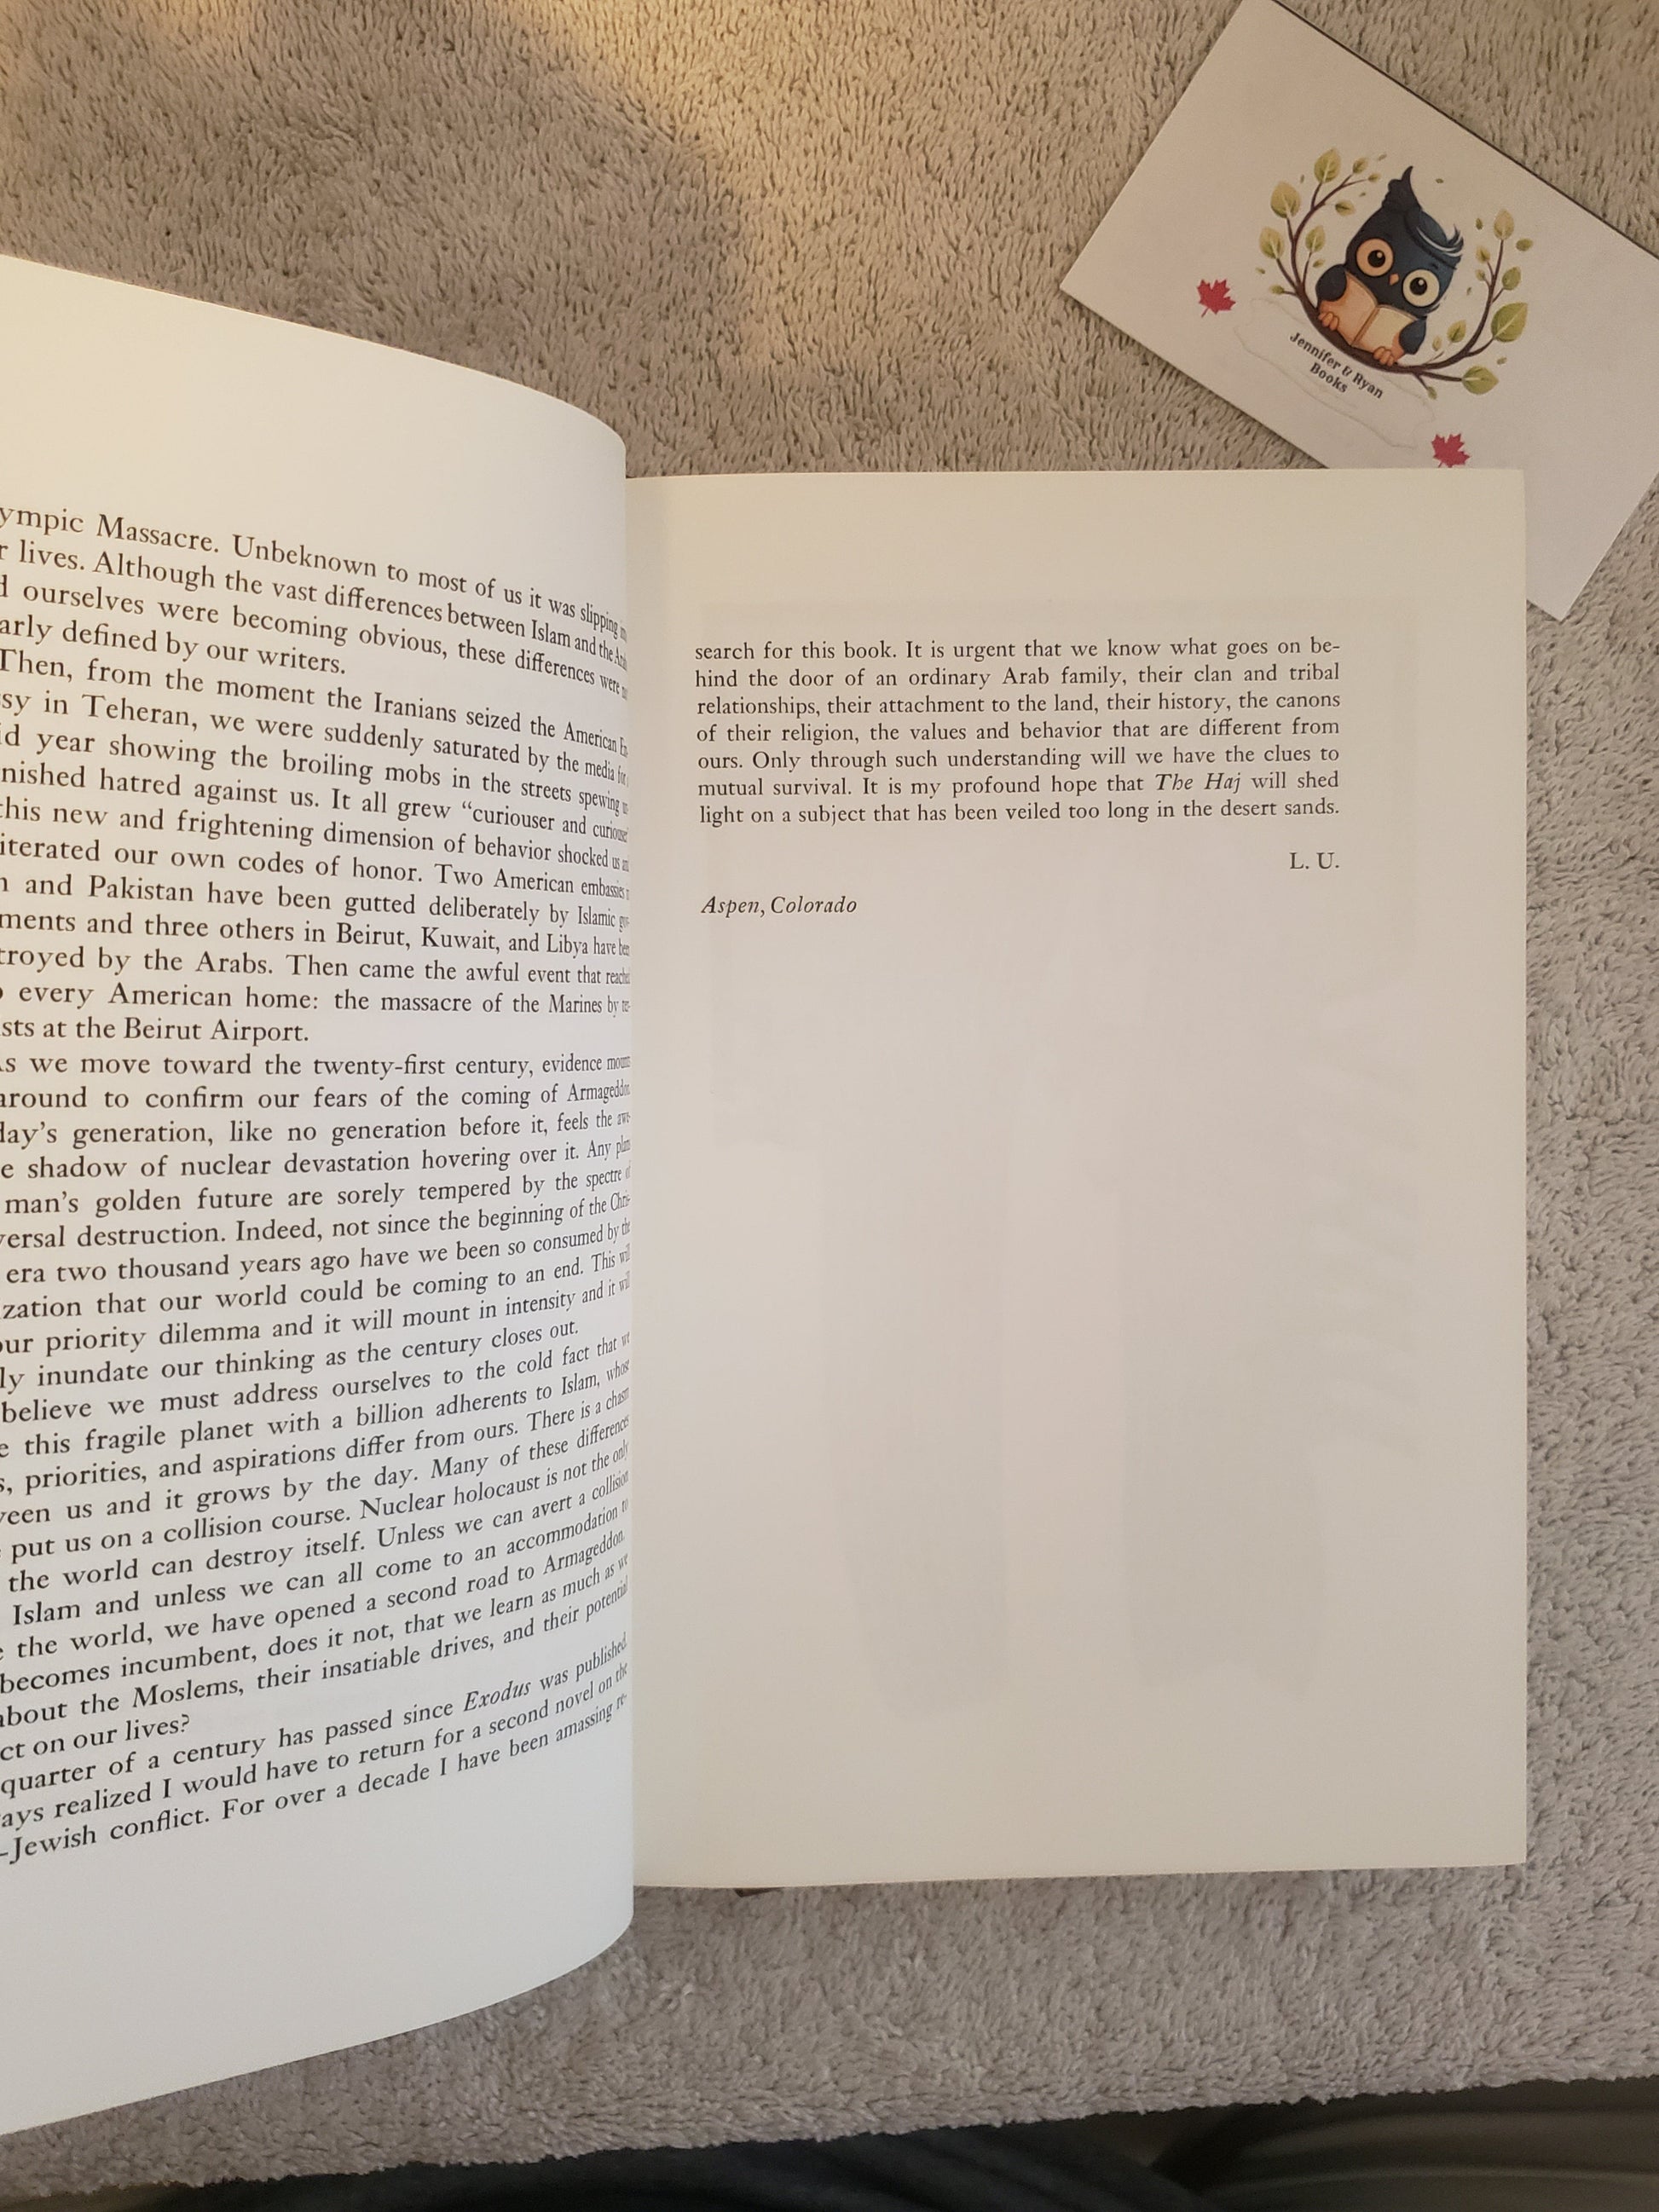 ympic Massacre. Unbeknown to most of us it was slipping
r lives. Although the vast differences between Islam and the
d ourselves were becoming obvious, these differences were
arly defined by our writers.
Then, from the moment the Iranians seized the American
sy in Teheran, we were suddenly saturated by the media for
id year showing the broiling mobs in the streets spewing
nished hatred against us. It all grew “curiouser and
this new and frightening dimension of behavior shocked us
iterated our own codes of honor. Two American embassies
n and Pakistan have been gutted deliberately by Islamic
ments and three others in Beirut, Kuwait, and Libya have been
troyed by the Arabs. Then came the awful event that
o every American home: the massacre of the Marines by
sts at the Beirut Airport.
As we move toward the twenty-first century, evidence
around to confirm our fears of the coming of
day’s generation, like no generation before it, feels the
e shadow of nuclear devastation hovering over it. Any
man’s golden future are sorely tempered by the spectre
versal destruction. Indeed, not since the beginning of the Chri-
era two thousand years ago have we been so consumed by the
ization that our world could be coming to an end. This will
our priority dilemma and it will mount in intensity and it will
ly inundate our thinking as the century closes out.
believe we must address ourselves to the cold fact that we
e this fragile planet with a billion adherents to Islam, whose
s, priorities, and aspirations differ from ours. There is a chasm
ween us and it grows by the day. Many of these differences
put us on a collision course. Nuclear holocaust is not the only
the world can destroy itself. Unless we can avert a collision
Islam and unless we can all come to an accommodation to
e the world, we have opened a second road to Armageddon.
becomes incumbent, does it not, that we learn as much as we
about the Moslems, their insatiable drives, and their potential
ct on our lives?
quarter of a century has passed since Exodus was published.
ays realized I would have to return for a second novel on the
–Jewish conflict. For over a decade I have been amassing re-
search for this book. It is urgent that we know what goes on be-
hind the door of an ordinary Arab family, their clan and tribal
relationships, their attachment to the land, their history, the canons
of their religion, the values and behavior that are different from
ours. Only through such understanding will we have the clues to
mutual survival. It is my profound hope that The Haj will shed
light on a subject that has been veiled too long in the desert sands.
L. U.
Aspen, Colorado
Jennifer & Ryan
Books